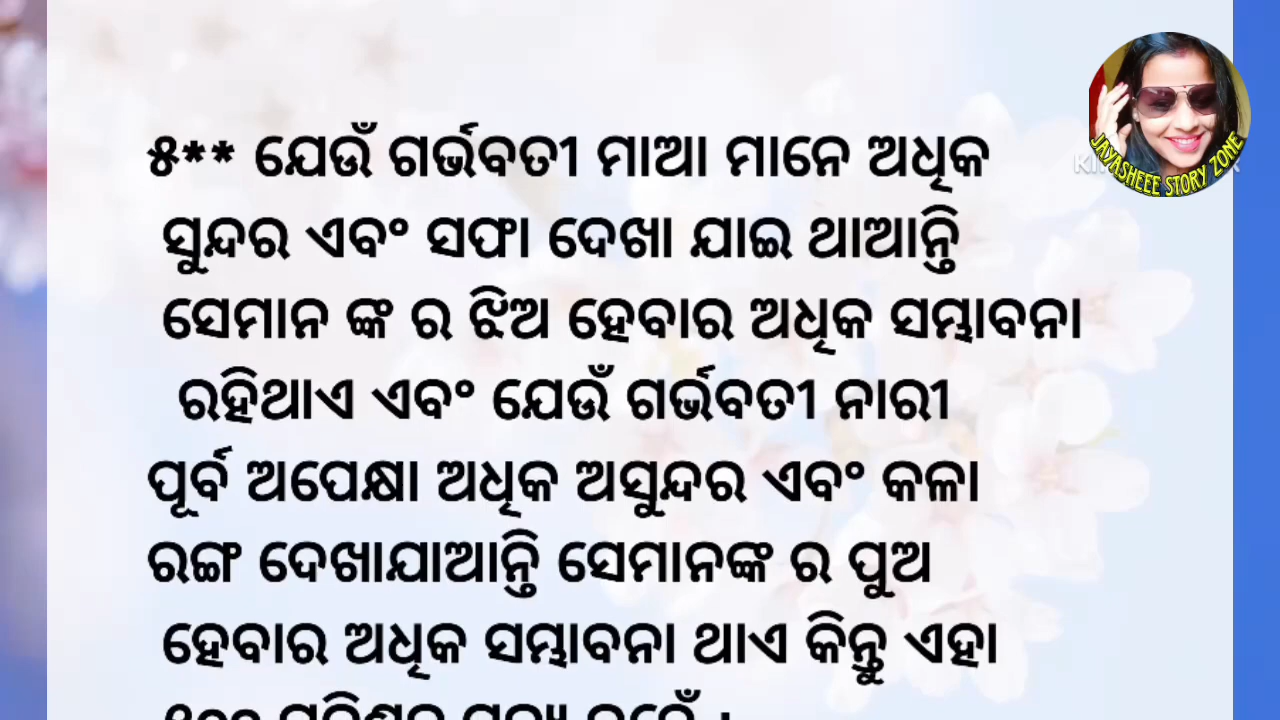 ୫** ଯେଉଁ ଗର୍ଭବତୀ ମାଆ ମାନେ ଅଧିକ
ସୁନ୍ଦର ଏବଂ ସଫା ଦେଖା ଯାଇ ଥାଆନ୍ତି
ସେମାନ ଙ୍କ ର ଝିଅ ହେବାର ଅଧିକ ସମ୍ଭାବନା
ରହିଥାଏ ଏବଂ ଯେଉଁ ଗର୍ଭବତୀ ନାରୀ
ପୂର୍ବ ଅପେକ୍ଷା ଅଧିକ ଅସୁନ୍ଦର ଏବଂ କଳା
ରଙ୍ଗ ଦେଖାଯାଆନ୍ତି ସେମାନଙ୍କ ର ପୁଅ
ହେବାର ଅଧିକ ସମ୍ଭାବନା ଥାଏ କିନ୍ତୁ ଏହା
JAYASHEEE STORY ZONE